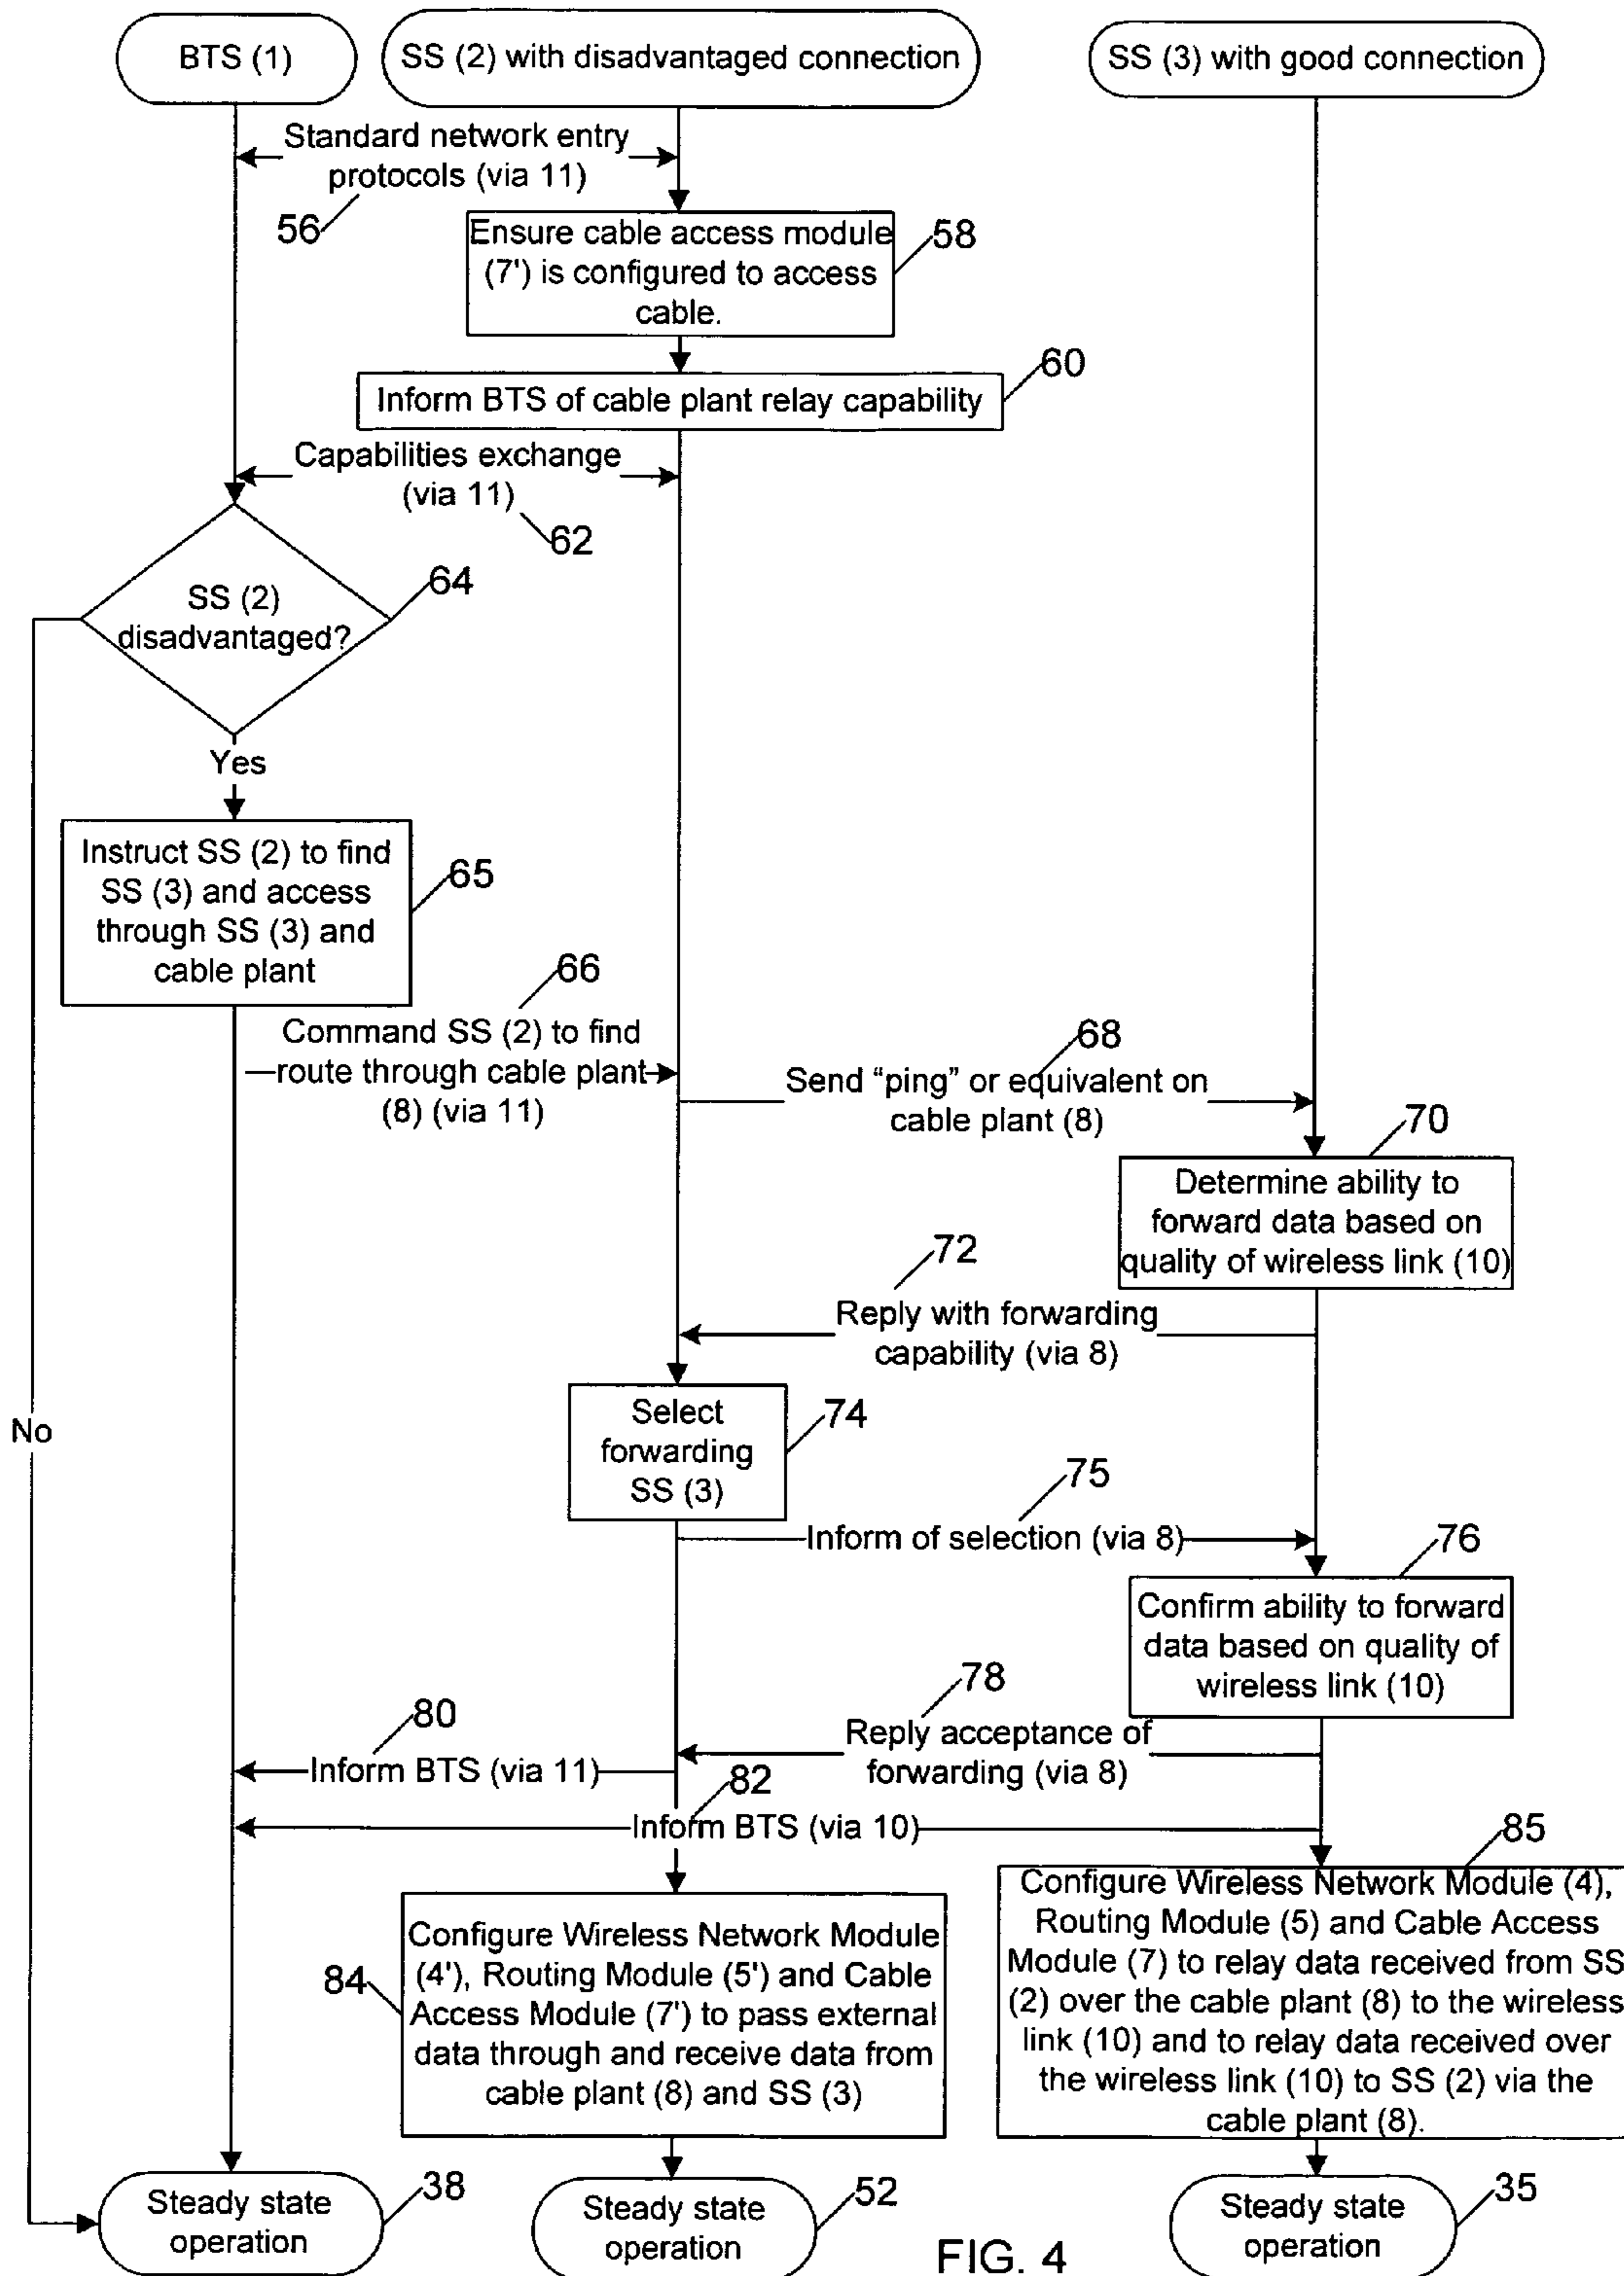 BTS (1)
SS (2) with disadvantaged connection
SS (3) with good connection
Standard network entry
protocols (via 11)
56
Ensure cable access module
(7') is configured to access
cable.
58
Inform BTS of cable plant relay capability
60
Capabilities exchange
(via 11)
62
SS (2)
disadvantaged?
64
Yes
No
Instruct SS (2) to find
SS (3) and access
through SS (3) and
cable plant
65
66
Command SS (2) to find
route through cable plant
(8) (via 11)
68
Send “ping” or equivalent on
cable plant (8)
70
Determine ability to
forward data based on
quality of wireless link (10)
72
Reply with forwarding
capability (via 8)
Select
forwarding
SS (3)
74
75
Inform of selection (via 8)
76
Confirm ability to forward
data based on quality of
wireless link (10)
78
Reply acceptance of
forwarding (via 8)
80
Inform BTS (via 11)
82
Inform BTS (via 10)
84
Configure Wireless Network Module
(4'), Routing Module (5') and Cable
Access Module (7') to pass external
data through and receive data from
cable plant (8) and SS (3)
85
Configure Wireless Network Module (4),
Routing Module (5) and Cable Access
Module (7) to relay data received from SS
(2) over the cable plant (8) to the wireless
link (10) and to relay data received over
the wireless link (10) to SS (2) via the
cable plant (8).
Steady state
operation
38
Steady state
operation
52
Steady state
operation
35
FIG. 4